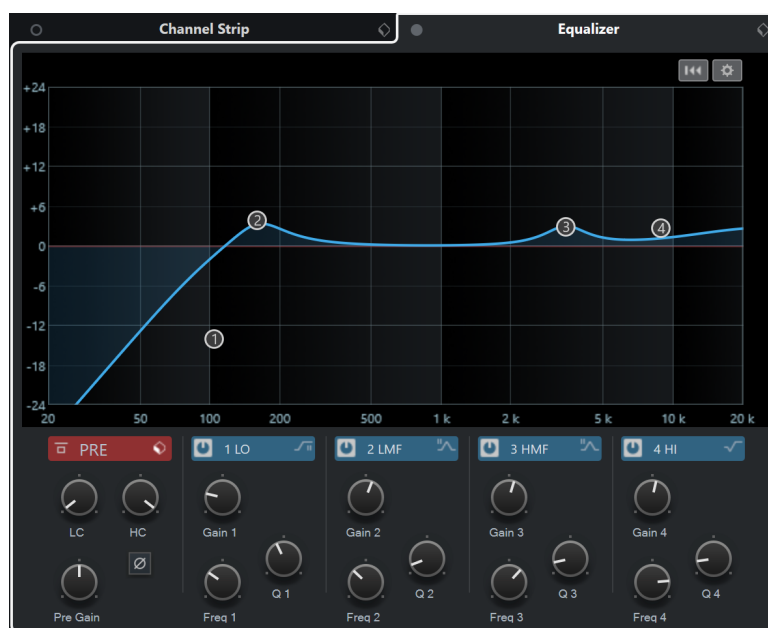 Channel Strip
Equalizer
+24
+18
+12
+6
0
-6
-12
-18
-24
1
2
3
4
20 50 100 200 500 1 k 2 k 5 k 10 k 20 k
PRE
1 LO
2 LMF
3 HMF
4 HI
LC HC Gain 1 Gain 2 Gain 3 Gain 4
Q 1 Q 2 Q 3 Q 4
Pre Gain Freq 1 Freq 2 Freq 3 Freq 4